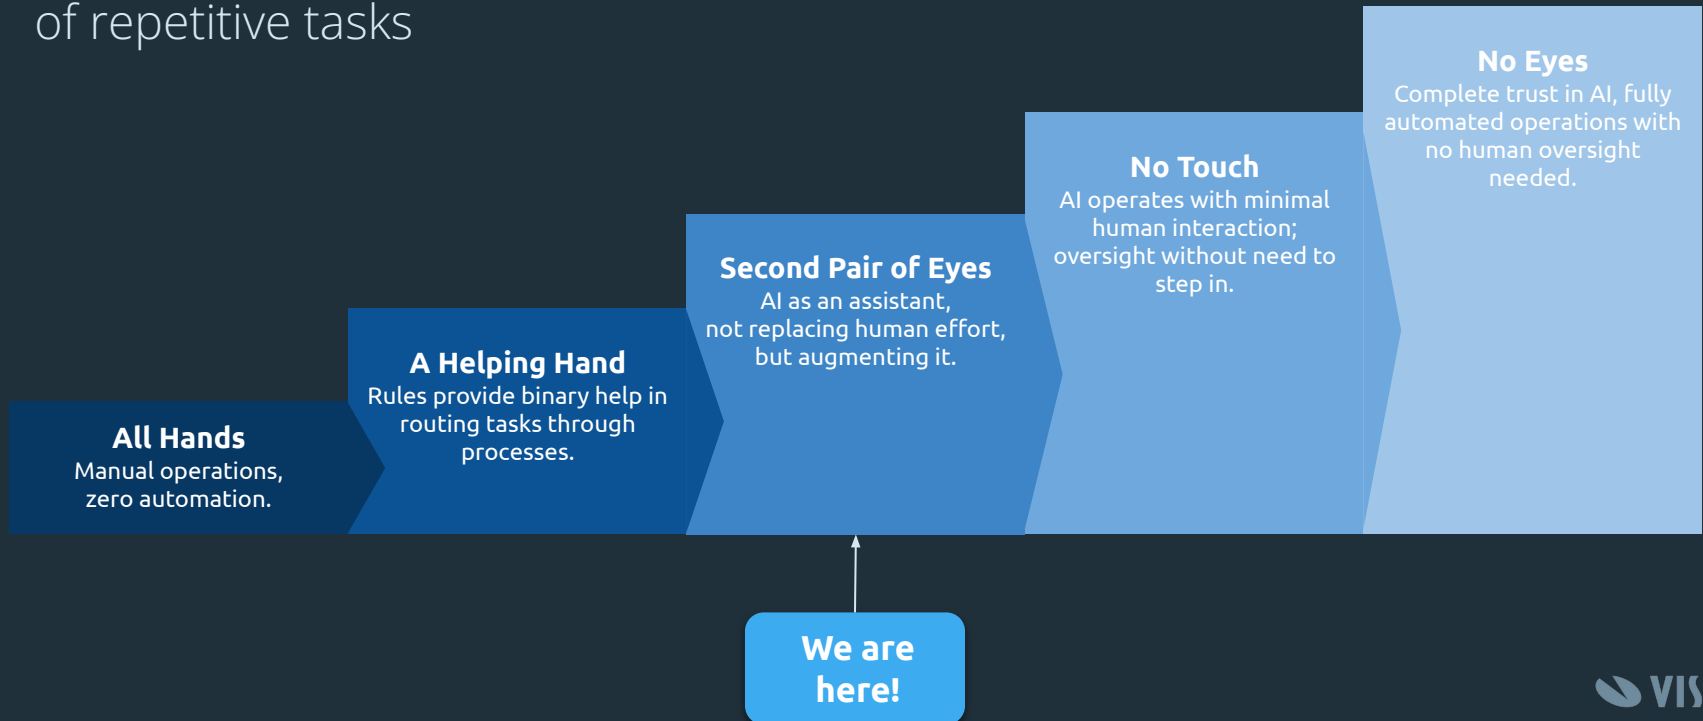 of repetitive tasks
All Hands
Manual operations,
zero automation.
A Helping Hand
Rules provide binary help in
routing tasks through
processes.
Second Pair of Eyes
AI as an assistant,
not replacing human effort,
but augmenting it.
No Touch
AI operates with minimal
human interaction;
oversight without need to
step in.
No Eyes
Complete trust in AI, fully
automated operations with
no human oversight
needed.
We are
here!
VIS